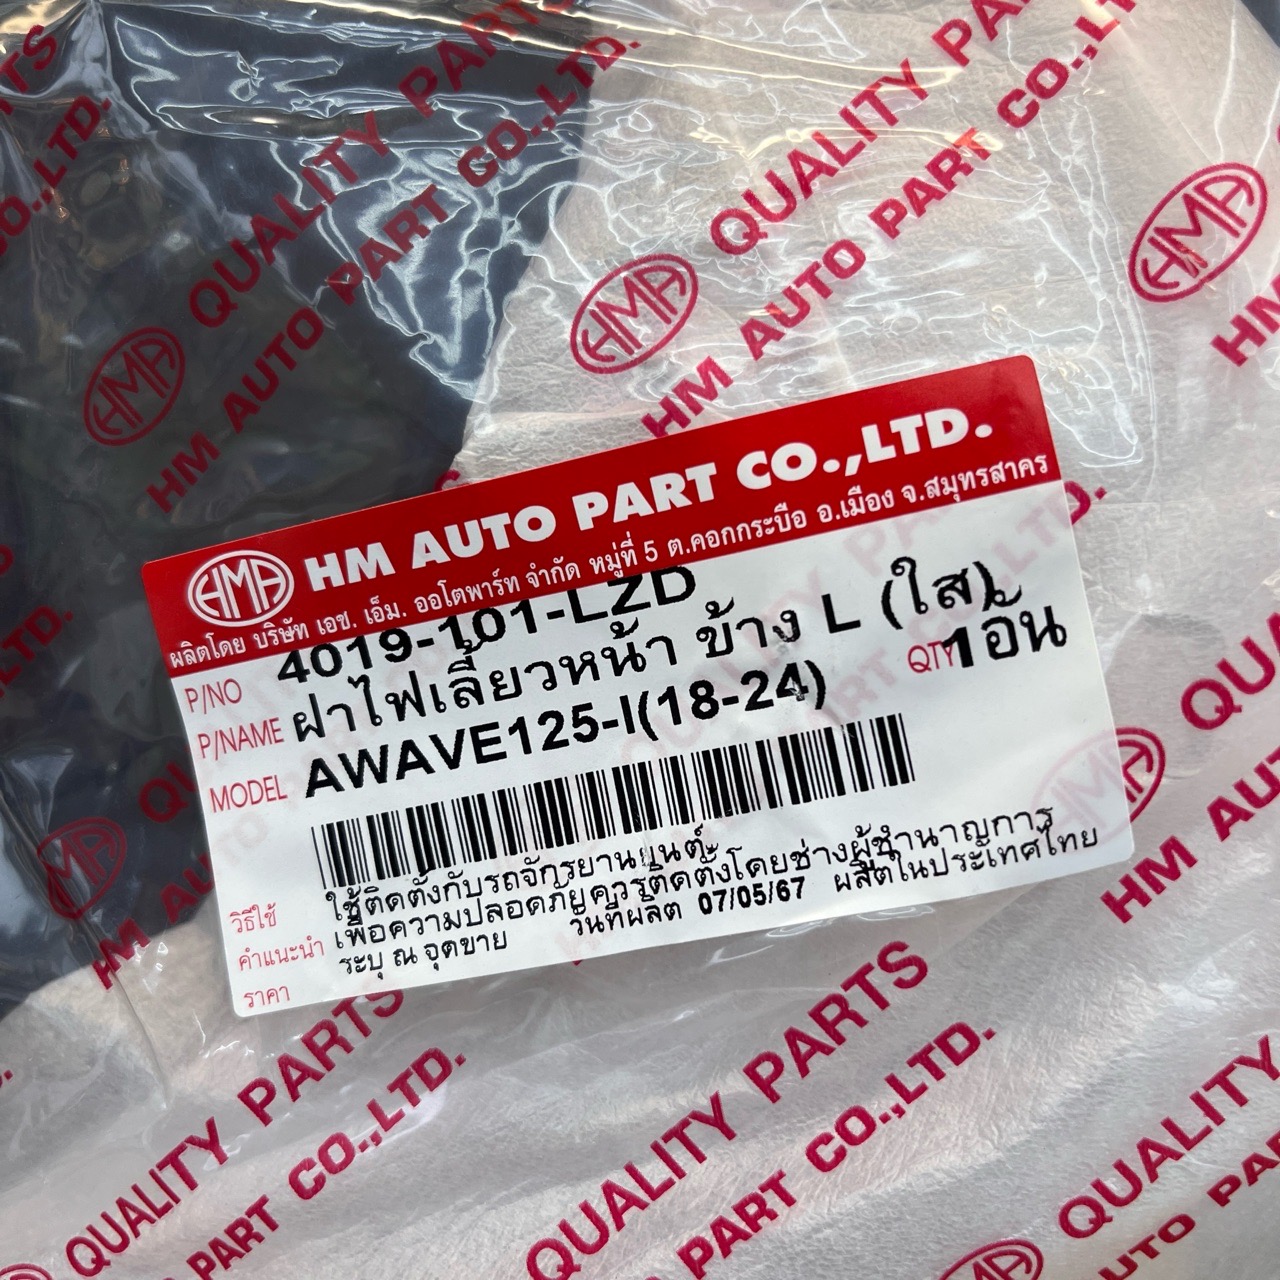 HMA HM AUTO PART CO.,LTD.
ผลิตโดย บริษัท เอช. เอ็ม. ออโตพาร์ท จำกัด หมู่ที่ 5 ต.คอกกระบือ อ.เมือง จ.สมุทรสาคร
P/NO 4019-101-LZD
P/NAME ฝาไฟเลี้ยวหน้า ข้าง L (ใส)
MODEL AWAVE125-I(18-24) QTY 1อัน
วิธีใช้ ใช้ติดตั้งกับรถจักรยานยนต์
คำแนะนำ เพื่อความปลอดภัยควรติดตั้งโดยช่างผู้ชำนาญการ
ราคา ระบุ ณ จุดขาย วันที่ผลิต 07/05/67 ผลิตในประเทศไทย
QUALITY PARTS
HMA HM AUTO PART CO.,LTD.
QUALITY PARTS
HMA HM AUTO PART CO.,LTD.
HMA
QUALITY PARTS
PART CO.,LTD.
QUALITY PARTS
PART CO.,LTD.
QUALITY
HMA AUTO PART